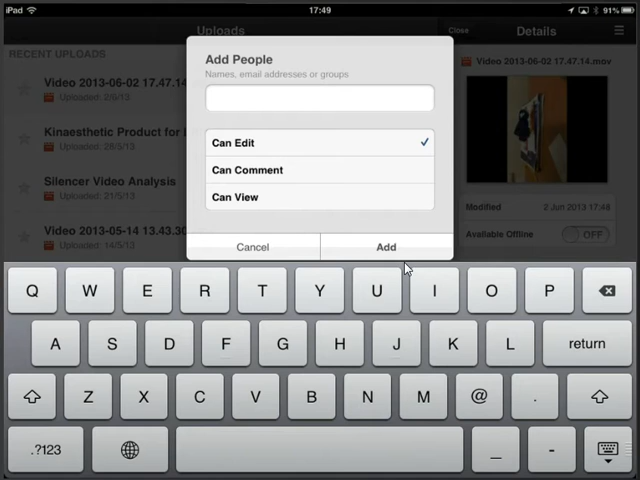 iPad 17:49 91%
Uploads Close Details
RECENT UPLOADS
Video 2013-06-02 17.47.14
Uploaded: 2/6/13
Kinaesthetic Product for
Uploaded: 28/5/13
Silencer Video Analysis
Uploaded: 21/5/13
Video 2013-05-14 13.43.30
Uploaded: 14/5/13
Add People
Names, email addresses or groups
Can Edit
Can Comment
Can View
Cancel Add
Video 2013-06-02 17.47.14.mov
Modified 2 Jun 2013 17:48
Available Offline OFF
Q W E R T Y U I O P
A S D F G H J K L return
Z X C V B N M @ .
.?123 _ -